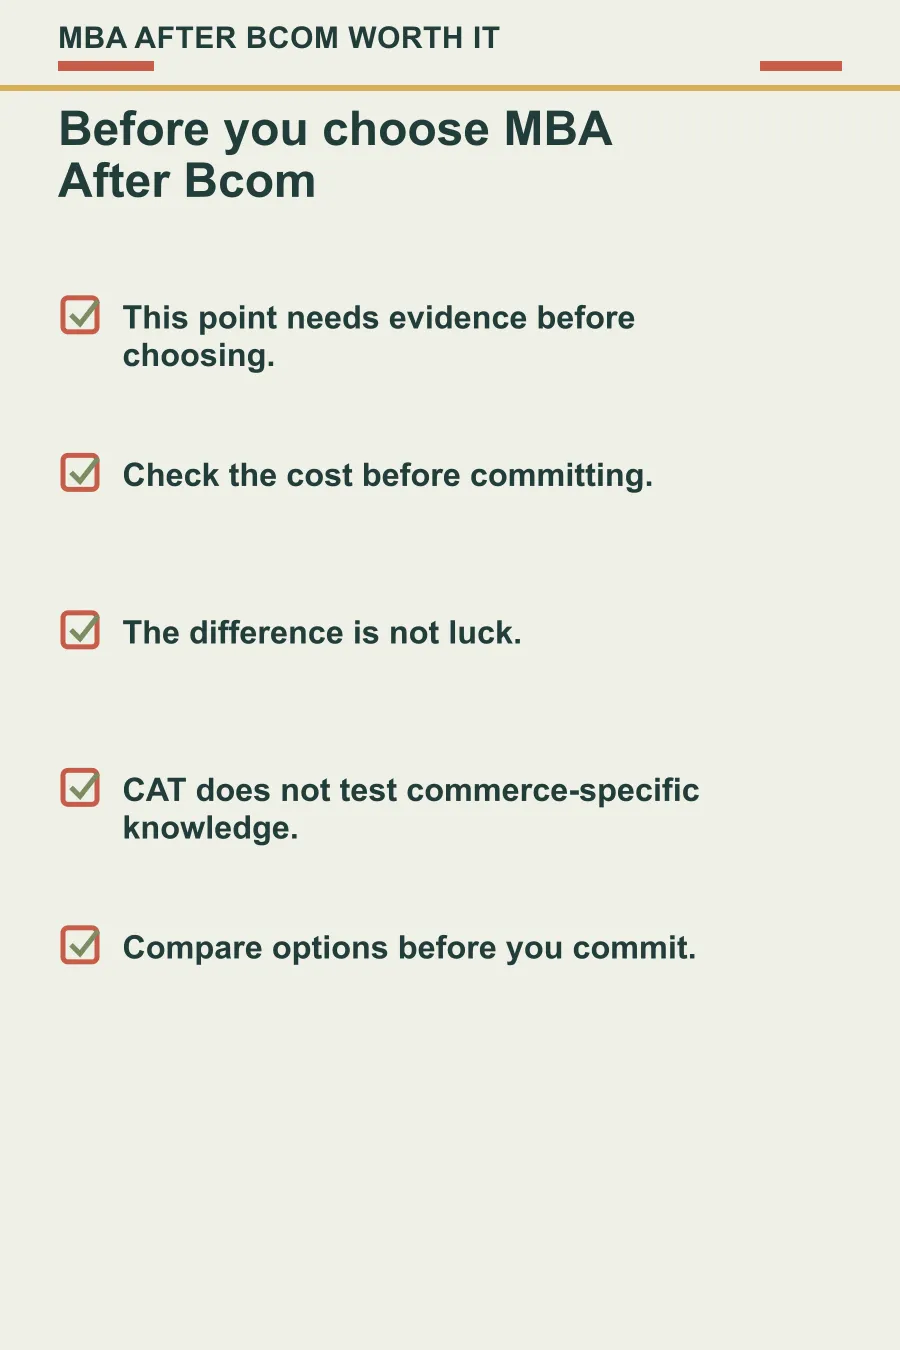 MBA AFTER BCOM WORTH IT
Before you choose MBA
After Bcom
This point needs evidence before
choosing.
Check the cost before committing.
The difference is not luck.
CAT does not test commerce-specific
knowledge.
Compare options before you commit.